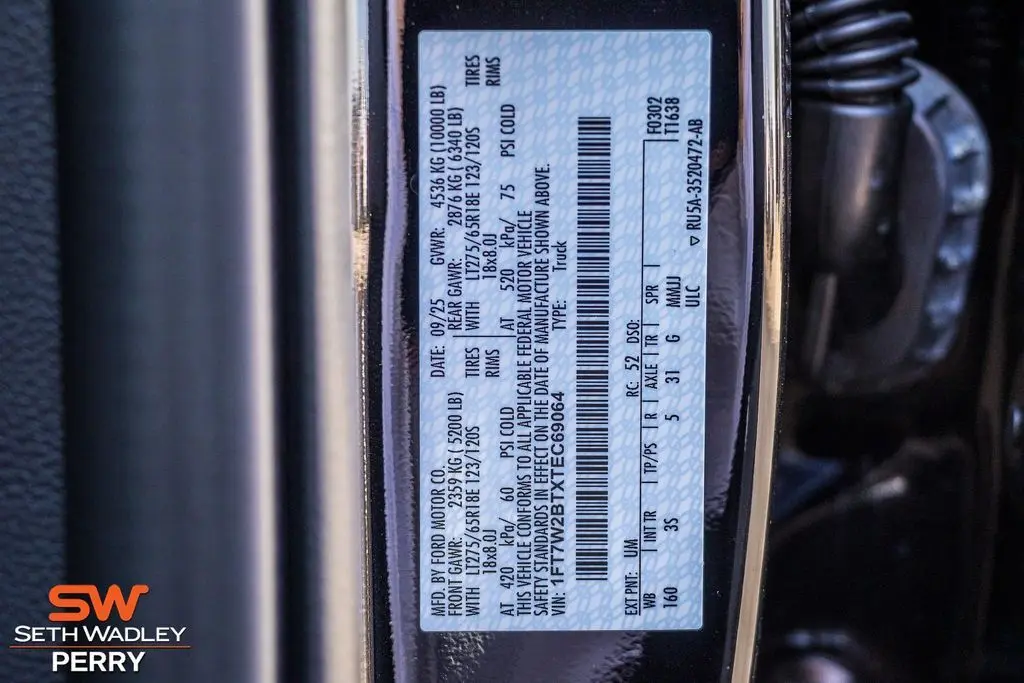 MFD. BY FORD MOTOR CO. DATE: 09/25 GVWR: 4536 KG (10000 LB)
FRONT GAWR: 2359 KG ( 5200 LB) REAR GAWR: 2876 KG ( 6340 LB)
WITH LT275/65R18E 123/120S TIRES WITH LT275/65R18E 123/120S TIRES
18x8.0J RIMS 18x8.0J RIMS
AT 420 kPa/ 60 PSI COLD AT 520 kPa/ 75 PSI COLD
THIS VEHICLE CONFORMS TO ALL APPLICABLE FEDERAL MOTOR VEHICLE
SAFETY STANDARDS IN EFFECT ON THE DATE OF MANUFACTURE SHOWN ABOVE.
VIN: 1FT7W2BTXTEC69064 TYPE: Truck
EXT PNT: UM RC: 52 DSO: F0302
WB INT TR TP/PS R AXLE TR SPR T1638
160 3S 5 31 G MMJU
ULC ▽ RU5A-3520472-AB
SW
SETH WADLEY
PERRY